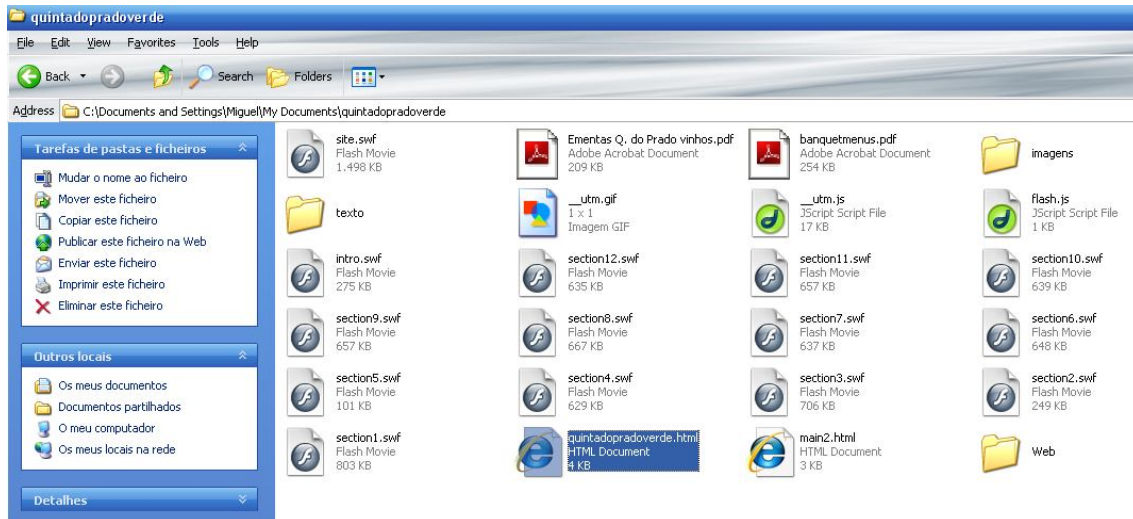 quintadopradoverde
File Edit View Favorites Tools Help
Back Search Folders
Address C:\Documents and Settings\Miguel\My Documents\quintadopradoverde
Tarefas de pastas e ficheiros
Mudar o nome ao ficheiro
Mover este ficheiro
Copiar este ficheiro
Publicar este ficheiro na Web
Enviar este ficheiro
Imprimir este ficheiro
Eliminar este ficheiro
Outros locais
Os meus documentos
Documentos partilhados
O meu computador
Os meus locais na rede
Detalhes
site.swf
Flash Movie
1.498 KB
Ementas Q. do Prado vinhos.pdf
Adobe Acrobat Document
209 KB
banquetmenus.pdf
Adobe Acrobat Document
254 KB
imagens
texto
__utm.gif
1 x 1
Imagem GIF
__utm.js
JScript Script File
17 KB
flash.js
JScript Script File
1 KB
intro.swf
Flash Movie
275 KB
section12.swf
Flash Movie
635 KB
section11.swf
Flash Movie
657 KB
section10.swf
Flash Movie
639 KB
section9.swf
Flash Movie
657 KB
section8.swf
Flash Movie
667 KB
section7.swf
Flash Movie
637 KB
section6.swf
Flash Movie
648 KB
section5.swf
Flash Movie
101 KB
section4.swf
Flash Movie
629 KB
section3.swf
Flash Movie
706 KB
section2.swf
Flash Movie
249 KB
section1.swf
Flash Movie
803 KB
quintadopradoverde.html
HTML Document
4 KB
main2.html
HTML Document
3 KB
Web